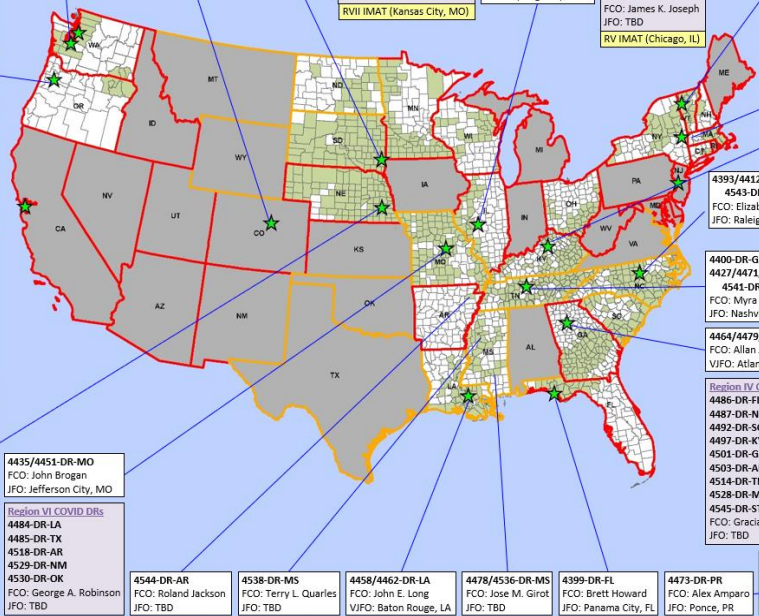 RVII IMAT (Kansas City, MO)
FCO: James K. Joseph
JFO: TBD
RV IMAT (Chicago, IL)
WA
OR
CA
NV
ID
MT
WY
UT
AZ
CO
NM
ND
SD
NE
KS
OK
TX
MN
IA
MO
AR
LA
WI
MI
IN
OH
KY
TN
MS
AL
GA
FL
SC
NC
VA
WV
PA
NY
NJ
MD
CT
MA
RI
VT
NH
ME
4393/4412
4543-D
FCO: Elizab
JFO: Raleig
4400-DR-G
4427/4471
4541-DR
FCO: Myra
JFO: Nashv
4464/4479
FCO: Allan
VJFO: Atlan
Region IV C
4486-DR-FL
4487-DR-N
4492-DR-SC
4497-DR-KY
4501-DR-G
4503-DR-A
4514-DR-TN
4528-DR-M
4545-DR-ST
FCO: Gracia
JFO: TBD
4435/4451-DR-MO
FCO: John Brogan
JFO: Jefferson City, MO
Region VI COVID DRs
4484-DR-LA
4485-DR-TX
4518-DR-AR
4529-DR-NM
4530-DR-OK
FCO: George A. Robinson
JFO: TBD
4544-DR-AR
FCO: Roland Jackson
JFO: TBD
4538-DR-MS
FCO: Terry L. Quarles
JFO: TBD
4458/4462-DR-LA
FCO: John E. Long
VJFO: Baton Rouge, LA
4478/4536-DR-MS
FCO: Jose M. Girot
JFO: TBD
4399-DR-FL
FCO: Brett Howard
JFO: Panama City, FL
4473-DR-PR
FCO: Alex Amparo
JFO: Ponce, PR